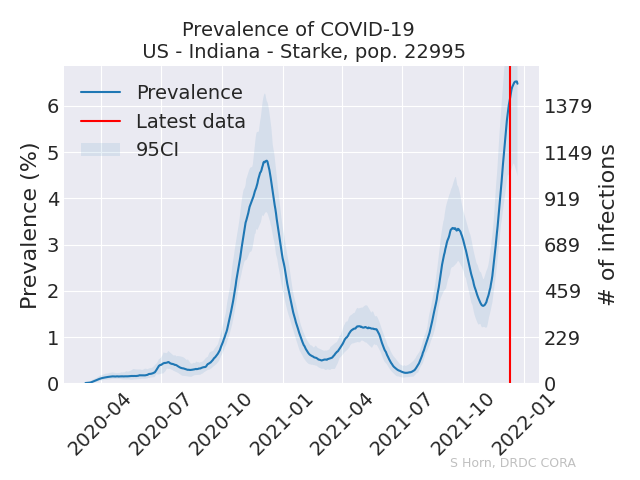 Prevalence of COVID-19
US - Indiana - Starke, pop. 22995
Prevalence
Latest data
95CI
Prevalence (%)
6
5
4
3
2
1
0
1379
1149
919
689
459
229
0
# of infections
2020-04
2020-07
2020-10
2021-01
2021-04
2021-07
2021-10
2022-01
S Horn, DRDC CORA